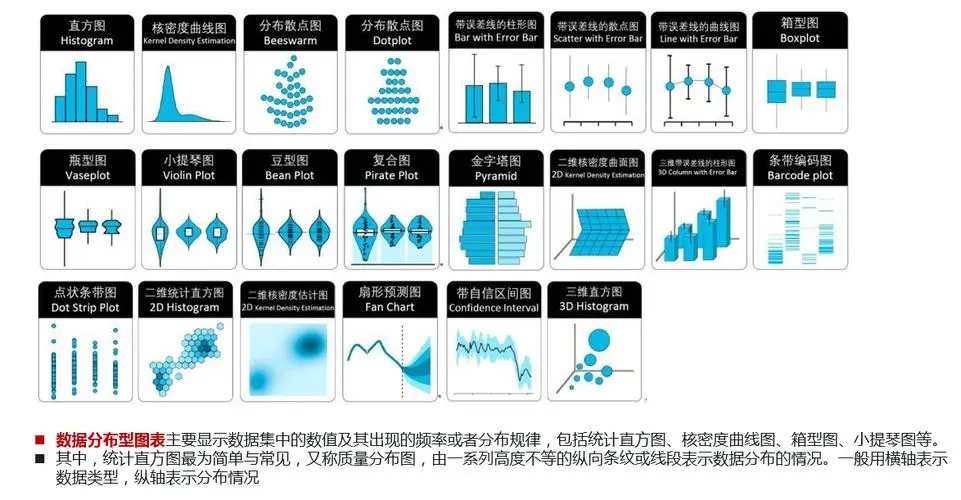 直方图
Histogram
核密度曲线图
Kernel Density Estimation
分布散点图
Beeswarm
分布散点图
Dotplot
带误差线的柱形图
Bar with Error Bar
带误差线的散点图
Scatter with Error Bar
带误差线的曲线图
Line with Error Bar
箱型图
Boxplot
瓶型图
Vaseplot
小提琴图
Violin Plot
豆型图
Bean Plot
复合图
Pirate Plot
金字塔图
Pyramid
二维核密度曲面图
2D Kernel Density Estimation
三维带误差线的柱形图
3D Column with Error Bar
条带编码图
Barcode plot
点状条带图
Dot Strip Plot
二维统计直方图
2D Histogram
二维核密度估计图
2D Kernel Density Estimation
扇形预测图
Fan Chart
带自信区间图
Confidence Interval
三维直方图
3D Histogram
数据分布型图表主要显示数据集中的数值及其出现的频率或者分布规律，包括统计直方图、核密度曲线图、箱型图、小提琴图等。
其中，统计直方图最为简单与常见，又称质量分布图，由一系列高度不等的纵向条纹或线段表示数据分布的情况。一般用横轴表示
数据类型，纵轴表示分布情况